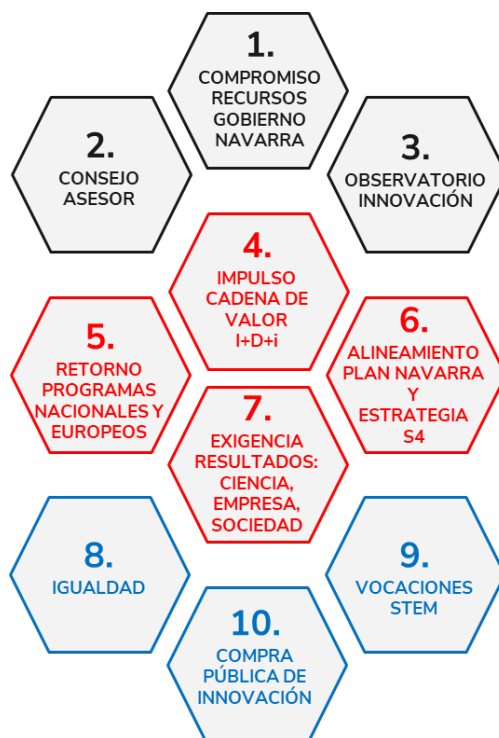 1.
COMPROMISO
RECURSOS
GOBIERNO
NAVARRA
2.
CONSEJO
ASESOR
3.
OBSERVATORIO
INNOVACIÓN
4.
IMPULSO
CADENA DE
VALOR
I+D+i
5.
RETORNO
PROGRAMAS
NACIONALES Y
EUROPEOS
6.
ALINEAMIENTO
PLAN NAVARRA
Y
ESTRATEGIA
S4
7.
EXIGENCIA
RESULTADOS:
CIENCIA,
EMPRESA,
SOCIEDAD
8.
IGUALDAD
9.
VOCACIONES
STEM
10.
COMPRA
PÚBLICA DE
INNOVACIÓN